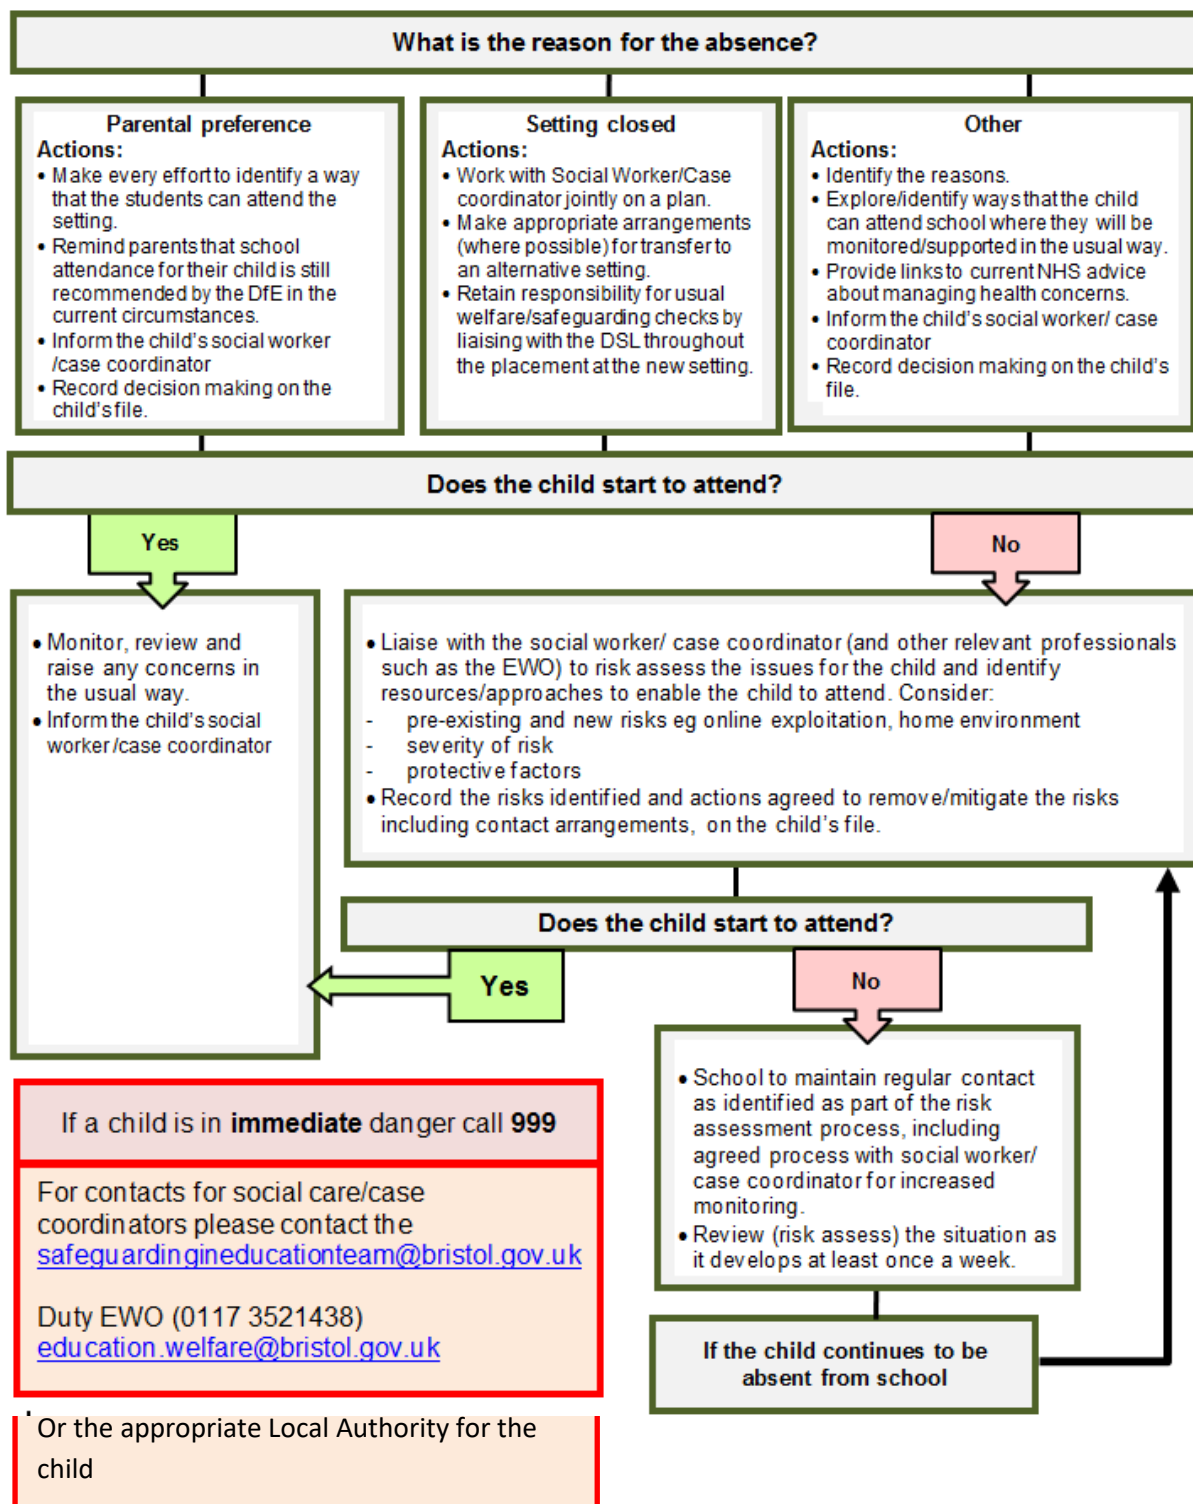 What is the reason for the absence?
Parental preference
Actions:
• Make every effort to identify a way
that the students can attend the
setting.
• Remind parents that school
attendance for their child is still
recommended by the DfE in the
current circumstances.
• Inform the child's social worker
/case coordinator
• Record decision making on the
child's file.
Setting closed
Actions:
• Work with Social Worker/Case
coordinator jointly on a plan.
• Make appropriate arrangements
(where possible) for transfer to
an alternative setting.
• Retain responsibility for usual
welfare/safeguarding checks by
liaising with the DSL throughout
the placement at the new setting.
Other
Actions:
• Identify the reasons.
• Explore/identify ways that the child
can attend school where they will be
monitored/supported in the usual way.
• Provide links to current NHS advice
about managing health concerns.
• Inform the child's social worker/ case
coordinator
• Record decision making on the child's
file.
Does the child start to attend?
Yes
No
• Monitor, review and
raise any concerns in
the usual way.
• Inform the child's social
worker/case coordinator
• Liaise with the social worker/ case coordinator (and other relevant professionals
such as the EWO) to risk assess the issues for the child and identify
resources/approaches to enable the child to attend. Consider:
- pre-existing and new risks eg online exploitation, home environment
- severity of risk
- protective factors
• Record the risks identified and actions agreed to remove/mitigate the risks
including contact arrangements, on the child's file.
Does the child start to attend?
Yes
No
• School to maintain regular contact
as identified as part of the risk
assessment process, including
agreed process with social worker/
case coordinator for increased
monitoring.
• Review (risk assess) the situation as
it develops at least once a week.
If the child continues to be
absent from school
If a child is in immediate danger call 999
For contacts for social care/case
coordinators please contact the
safeguardingineducationteam@bristol.gov.uk
Duty EWO (0117 3521438)
education.welfare@bristol.gov.uk
Or the appropriate Local Authority for the
child